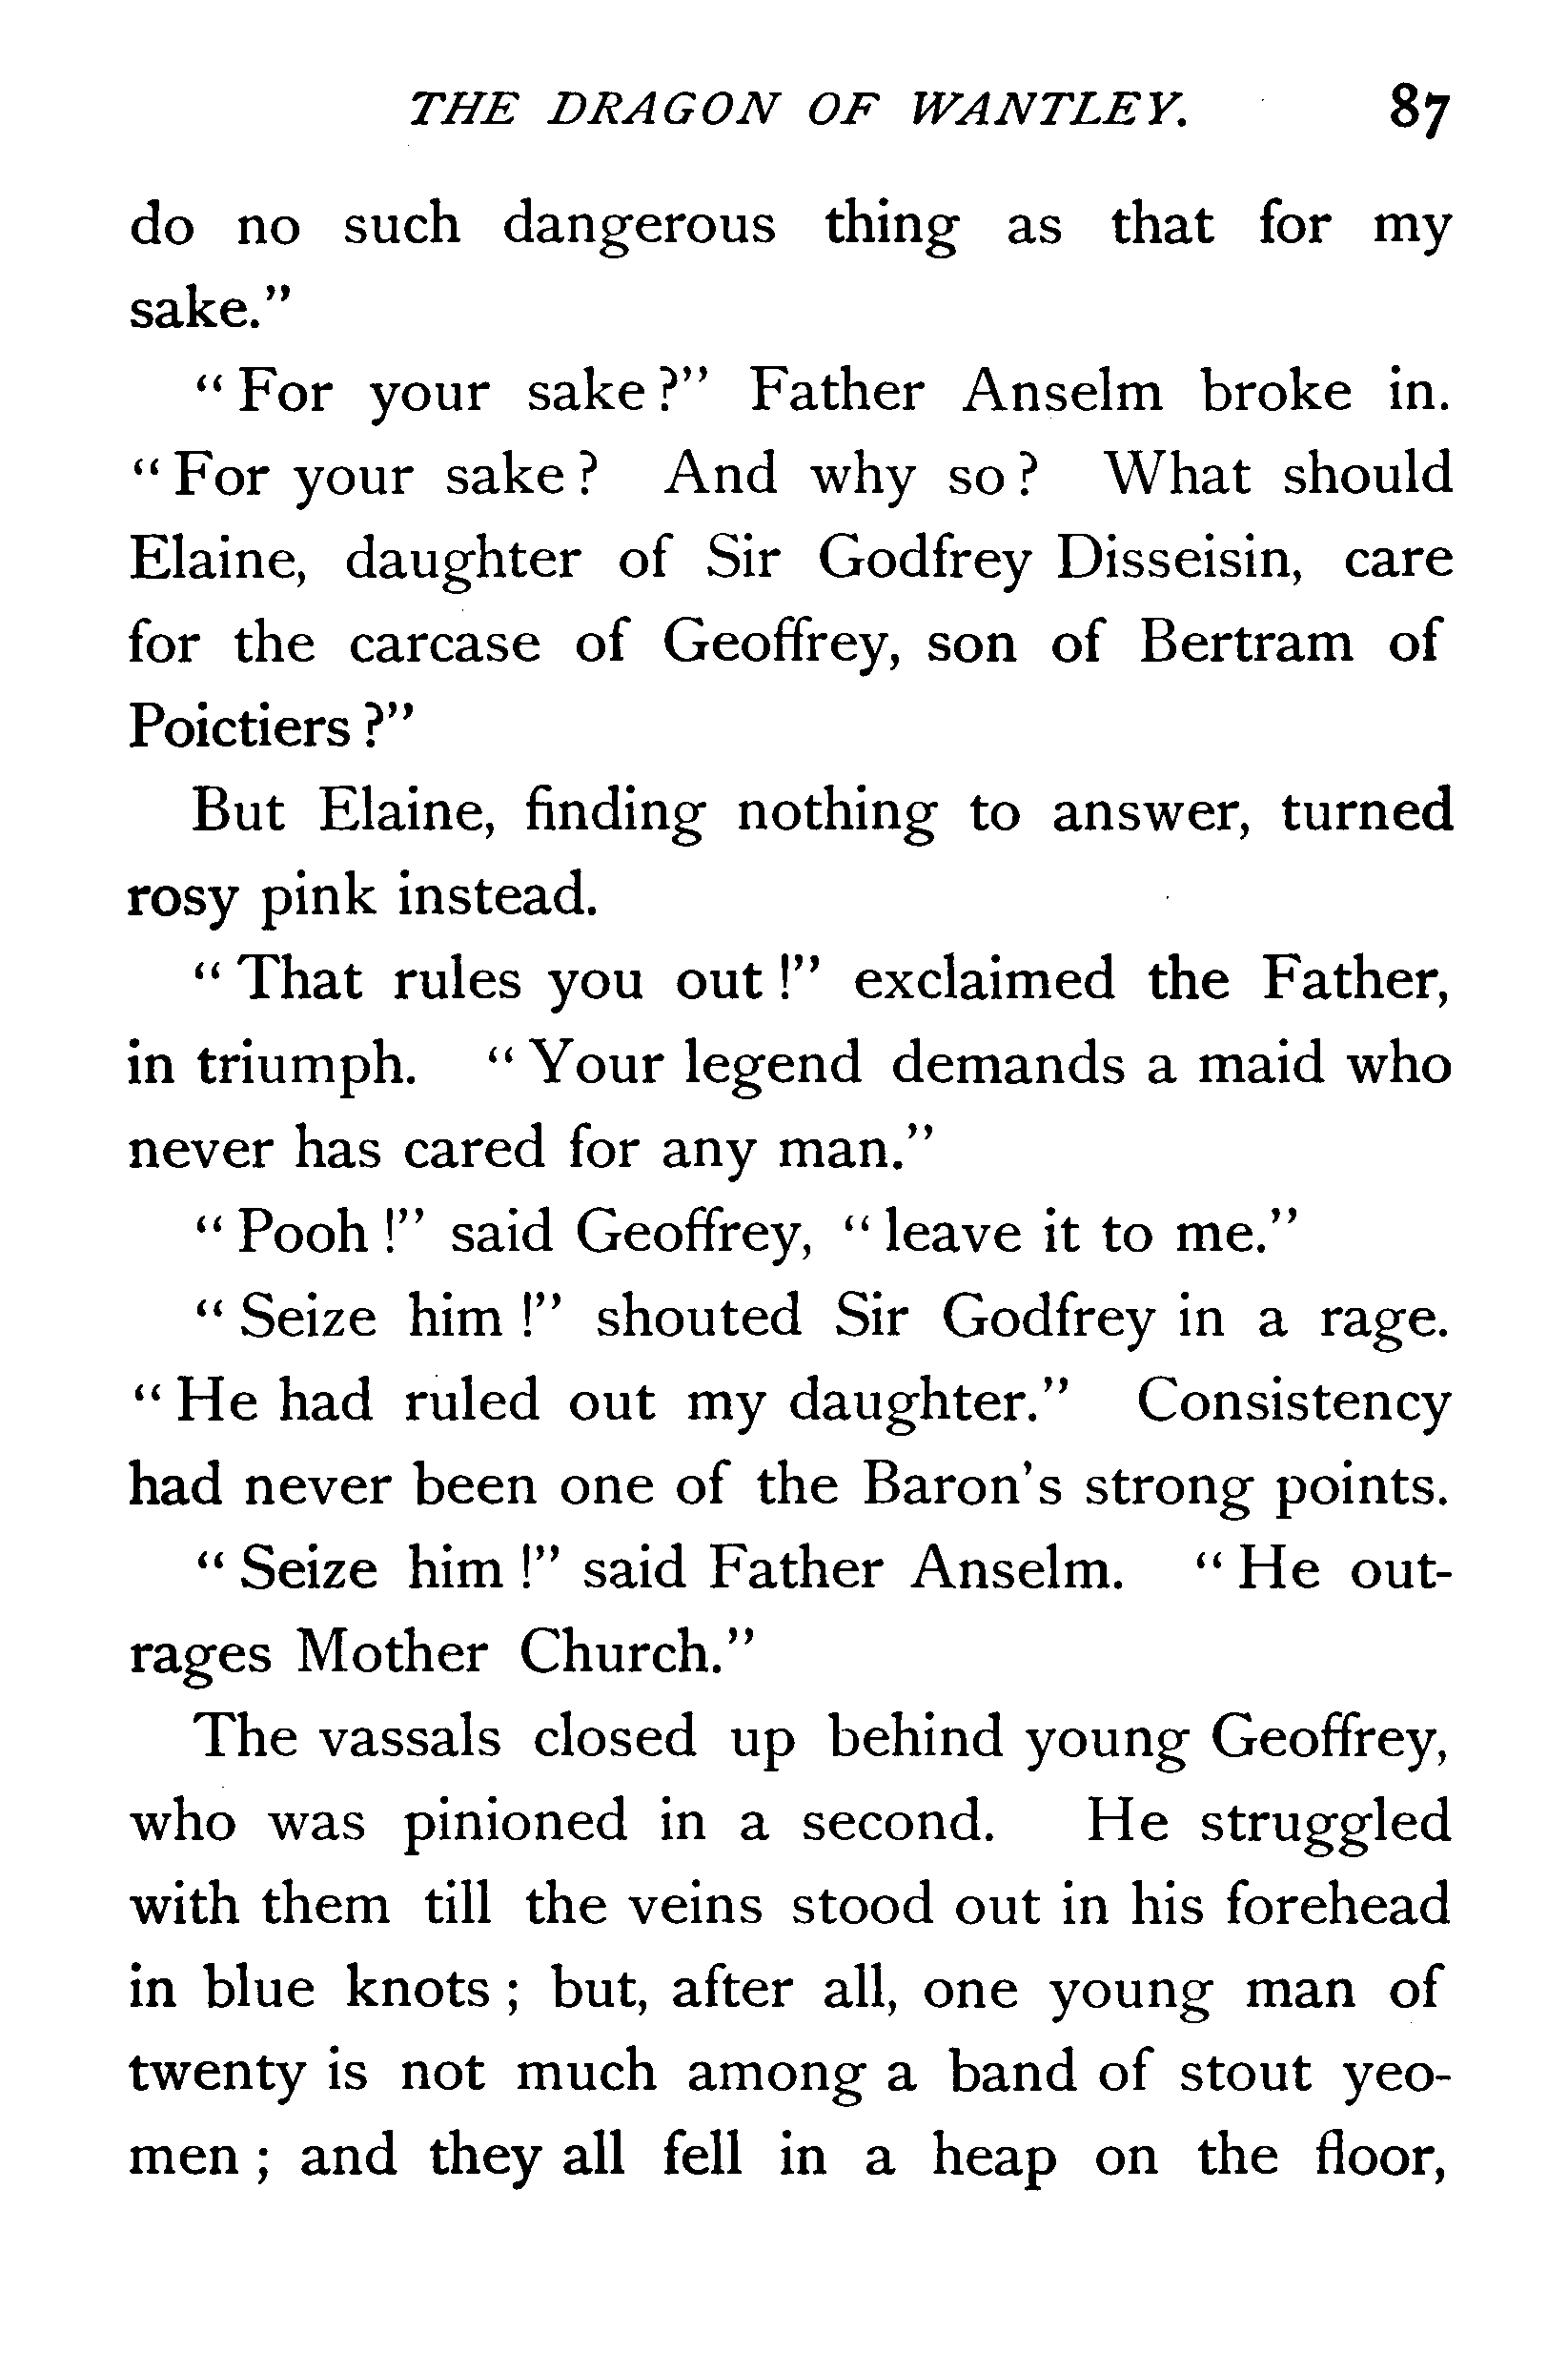 THE DRAGON OF WANTLEY. 87
do no such dangerous thing as that for my
sake.”
“ For your sake ?” Father Anselm broke in.
“ For your sake ? And why so ? What should
Elaine, daughter of Sir Godfrey Disseisin, care
for the carcase of Geoffrey, son of Bertram of
Poictiers ?”
But Elaine, finding nothing to answer, turned
rosy pink instead.
“ That rules you out !” exclaimed the Father,
in triumph. “ Your legend demands a maid who
never has cared for any man.”
“ Pooh !” said Geoffrey, “ leave it to me.”
“ Seize him !” shouted Sir Godfrey in a rage.
“ He had ruled out my daughter.” Consistency
had never been one of the Baron’s strong points.
“ Seize him !” said Father Anselm. “ He out-
rages Mother Church.”
The vassals closed up behind young Geoffrey,
who was pinioned in a second. He struggled
with them till the veins stood out in his forehead
in blue knots ; but, after all, one young man of
twenty is not much among a band of stout yeo-
men ; and they all fell in a heap on the floor,